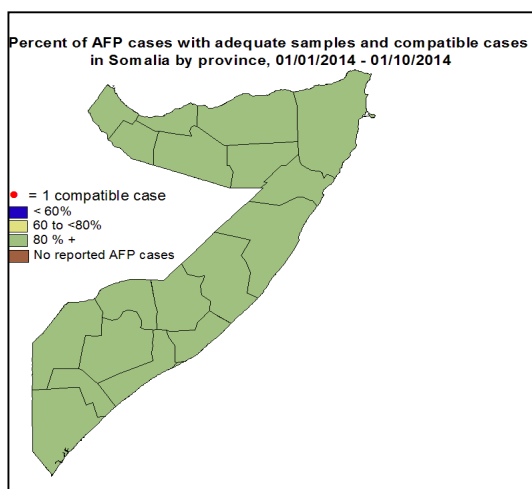 Percent of AFP cases with adequate samples and compatible cases
in Somalia by province, 01/01/2014 - 01/10/2014
= 1 compatible case
< 60%
60 to <80%
80 % +
No reported AFP cases